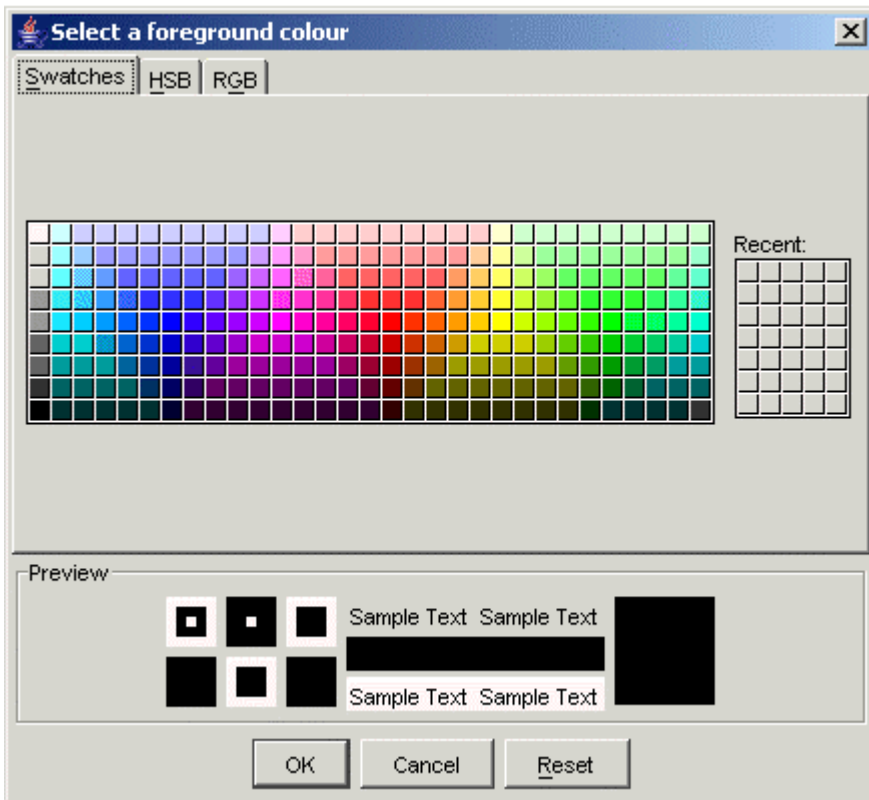 Select a foreground colour
Swatches HSB RGB
Recent:
Preview
Sample Text Sample Text
Sample Text Sample Text
OK Cancel Reset